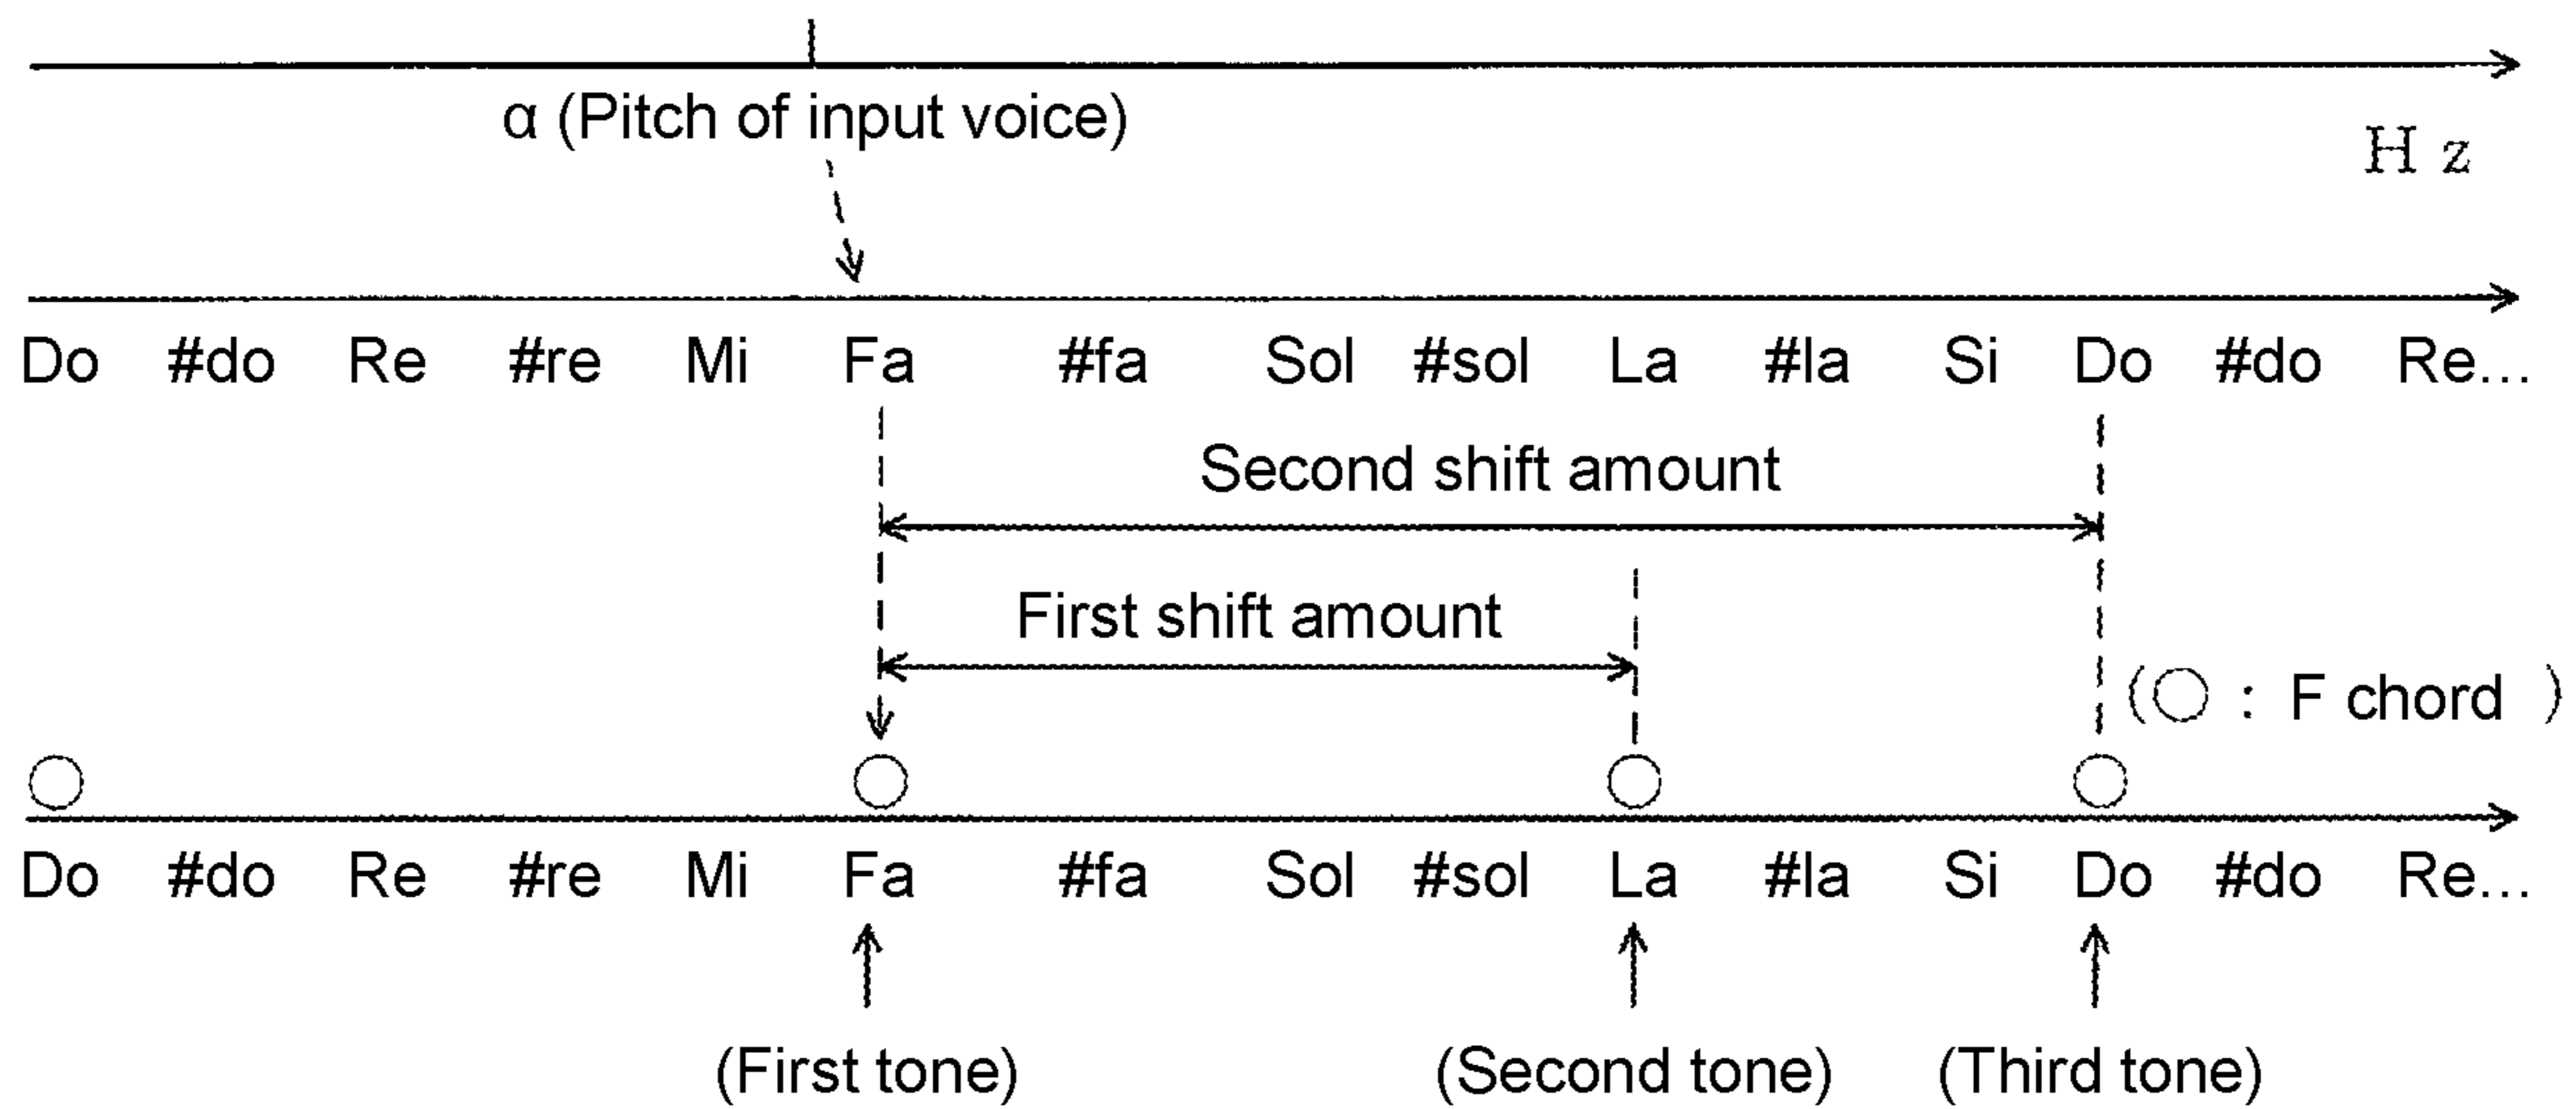 α (Pitch of input voice)
Hz
Do #do Re #re Mi Fa #fa Sol #sol La #la Si Do #do Re...
Second shift amount
First shift amount
(○ : F chord )
Do #do Re #re Mi Fa #fa Sol #sol La #la Si Do #do Re...
(First tone) (Second tone) (Third tone)